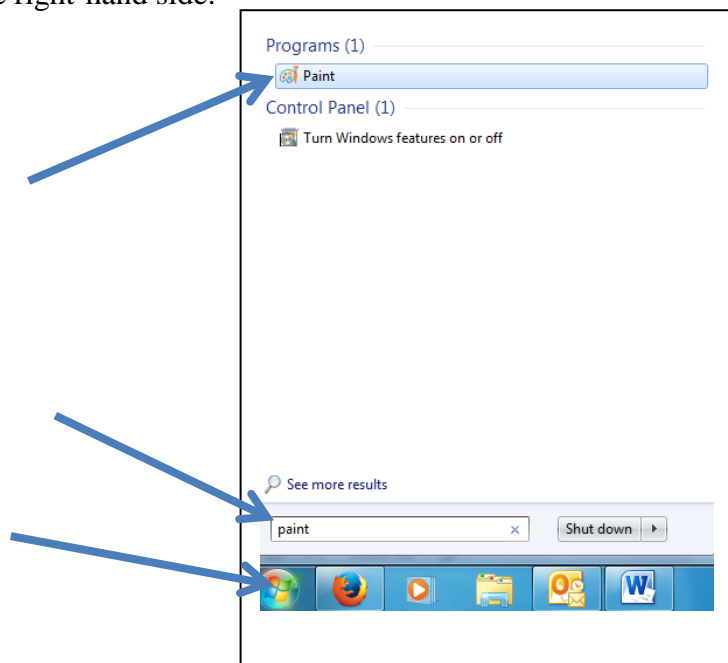 right-hand side.
Programs (1)
Paint
Control Panel (1)
Turn Windows features on or off
See more results
paint
Shut down